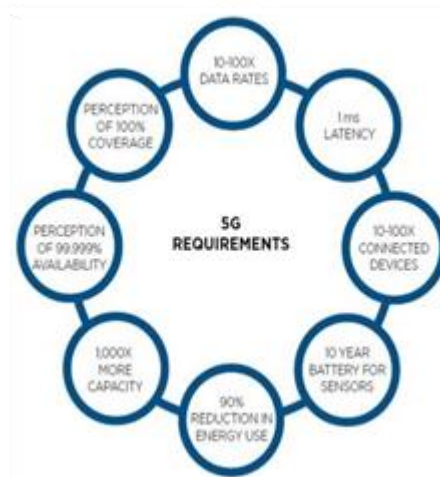 10-100X
DATA RATES
1 ms
LATENCY
10-100X
CONNECTED
DEVICES
10 YEAR
BATTERY FOR
SENSORS
90%
REDUCTION IN
ENERGY USE
1,000X
MORE
CAPACITY
PERCEPTION
OF 99.999%
AVAILABILITY
PERCEPTION
OF 100%
COVERAGE
5G
REQUIREMENTS